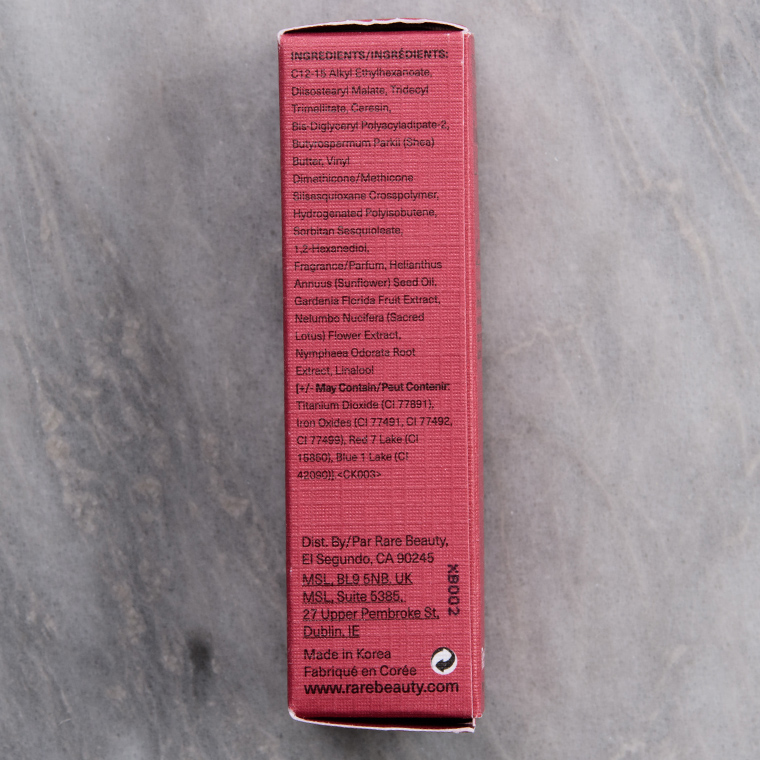 INGREDIENTS/INGRÉDIENTS:
C12-15 Alkyl Ethylhexanoate,
Diisostearyl Malate, Tridecyl
Trimellitate, Ceresin,
Bis-Diglyceryl Polyacyladipate-2,
Butyrospermum Parkii (Shea)
Butter, Vinyl
Dimethicone/Methicone
Silsesquioxane Crosspolymer,
Hydrogenated Polyisobutene,
Sorbitan Sesquioleate,
1,2-Hexanediol,
Fragrance/Parfum, Helianthus
Annuus (Sunflower) Seed Oil,
Gardenia Florida Fruit Extract,
Nelumbo Nucifera (Sacred
Lotus) Flower Extract,
Nymphaea Odorata Root
Extract, Linalool
[+/- May Contain/Peut Contenir:
Titanium Dioxide (CI 77891),
Iron Oxides (CI 77491, CI 77492,
CI 77499), Red 7 Lake (CI
15850), Blue 1 Lake (CI
42090)] <CK003>
Dist. By/Par Rare Beauty,
El Segundo, CA 90245
MSL, BL9 5NB, UK
MSL, Suite 5385,
27 Upper Pembroke St,
Dublin, IE
Made in Korea
Fabriqué en Corée
www.rarebeauty.com
XB002